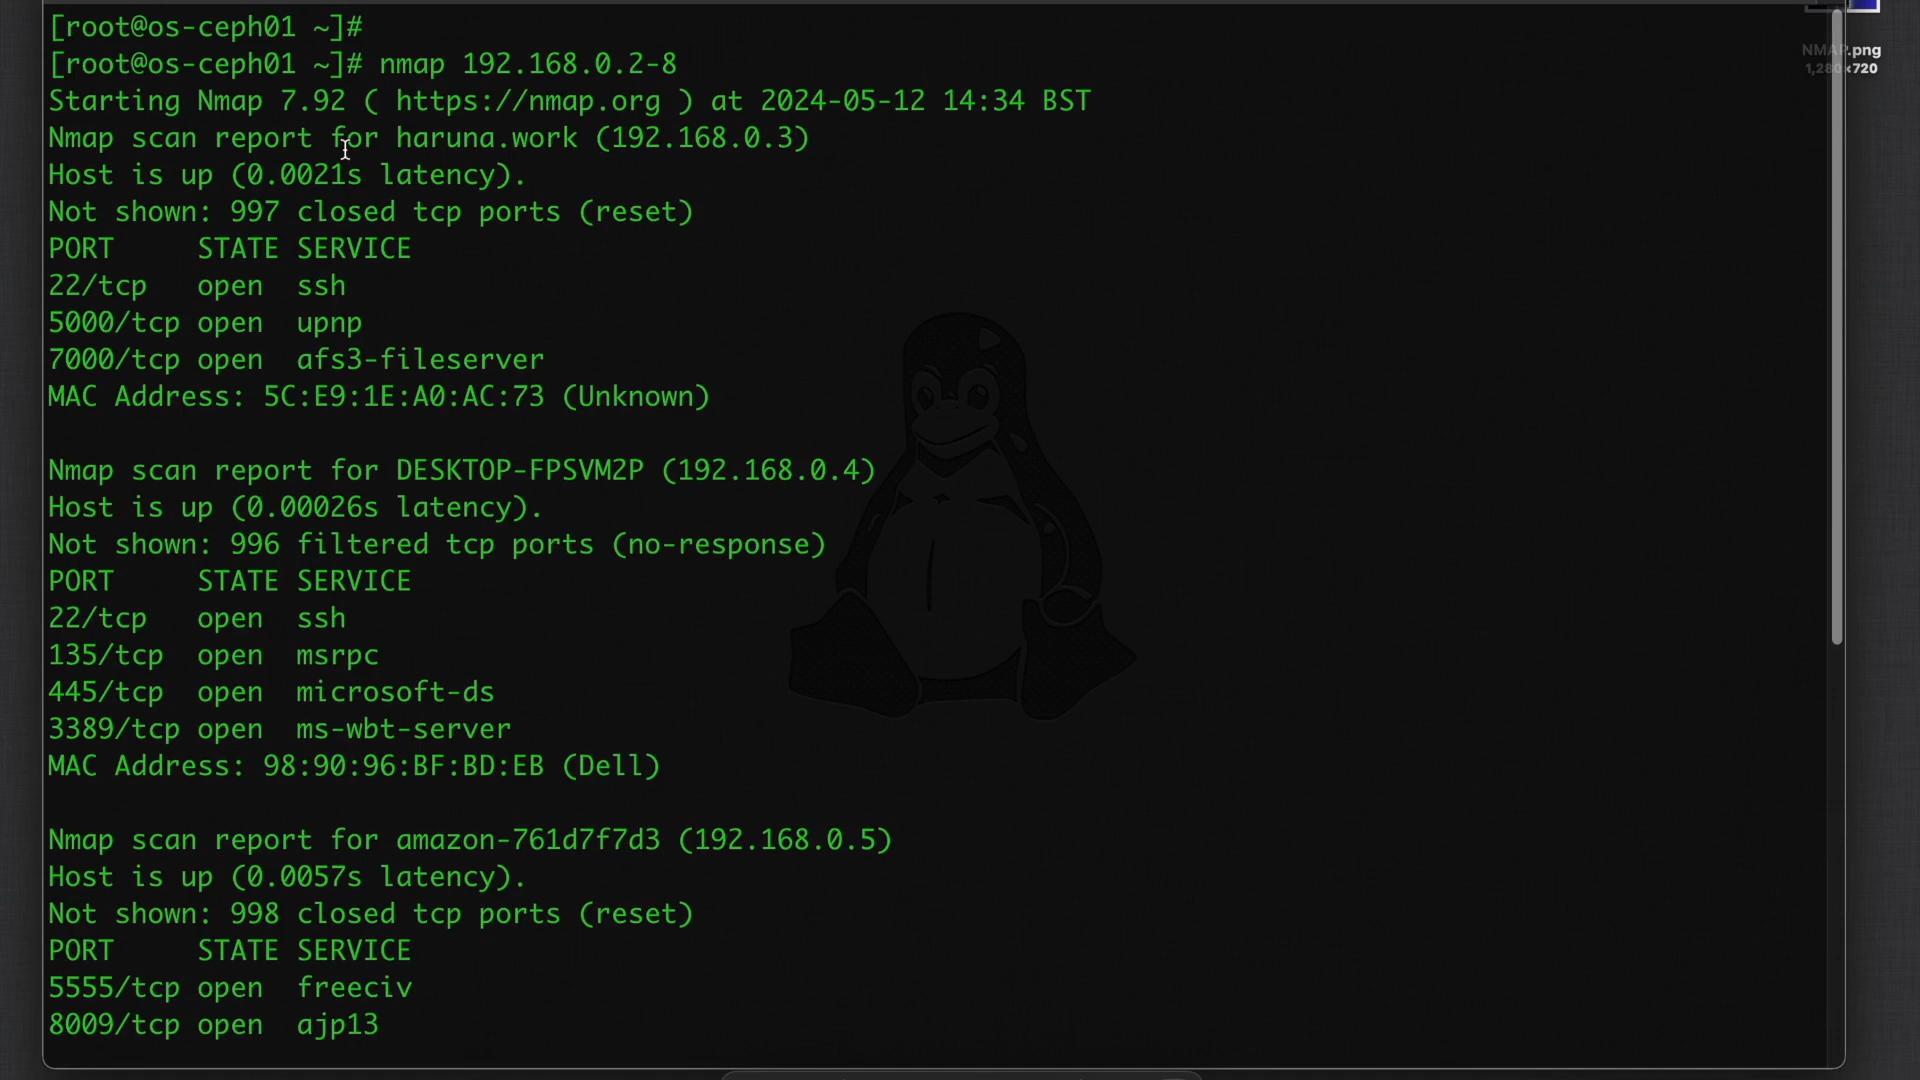 [root@os-ceph01 ~]#
[root@os-ceph01 ~]# nmap 192.168.0.2-8
Starting Nmap 7.92 ( https://nmap.org ) at 2024-05-12 14:34 BST
Nmap scan report for haruna.work (192.168.0.3)
Host is up (0.0021s latency).
Not shown: 997 closed tcp ports (reset)
PORT     STATE SERVICE
22/tcp   open  ssh
5000/tcp open  upnp
7000/tcp open  afs3-fileserver
MAC Address: 5C:E9:1E:A0:AC:73 (Unknown)

Nmap scan report for DESKTOP-FPSVM2P (192.168.0.4)
Host is up (0.00026s latency).
Not shown: 996 filtered tcp ports (no-response)
PORT     STATE SERVICE
22/tcp   open  ssh
135/tcp  open  msrpc
445/tcp  open  microsoft-ds
3389/tcp open  ms-wbt-server
MAC Address: 98:90:96:BF:BD:EB (Dell)

Nmap scan report for amazon-761d7f7d3 (192.168.0.5)
Host is up (0.0057s latency).
Not shown: 998 closed tcp ports (reset)
PORT     STATE SERVICE
5555/tcp open  freeciv
8009/tcp open  ajp13
NMAP.png
1,280×720